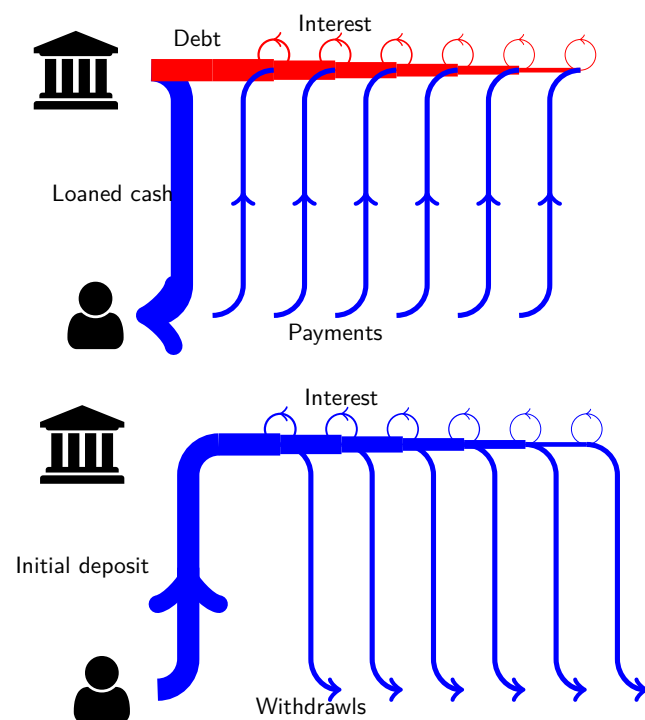 Interest
Debt
Loaned cash
Payments
Interest
Initial deposit
Withdrawls